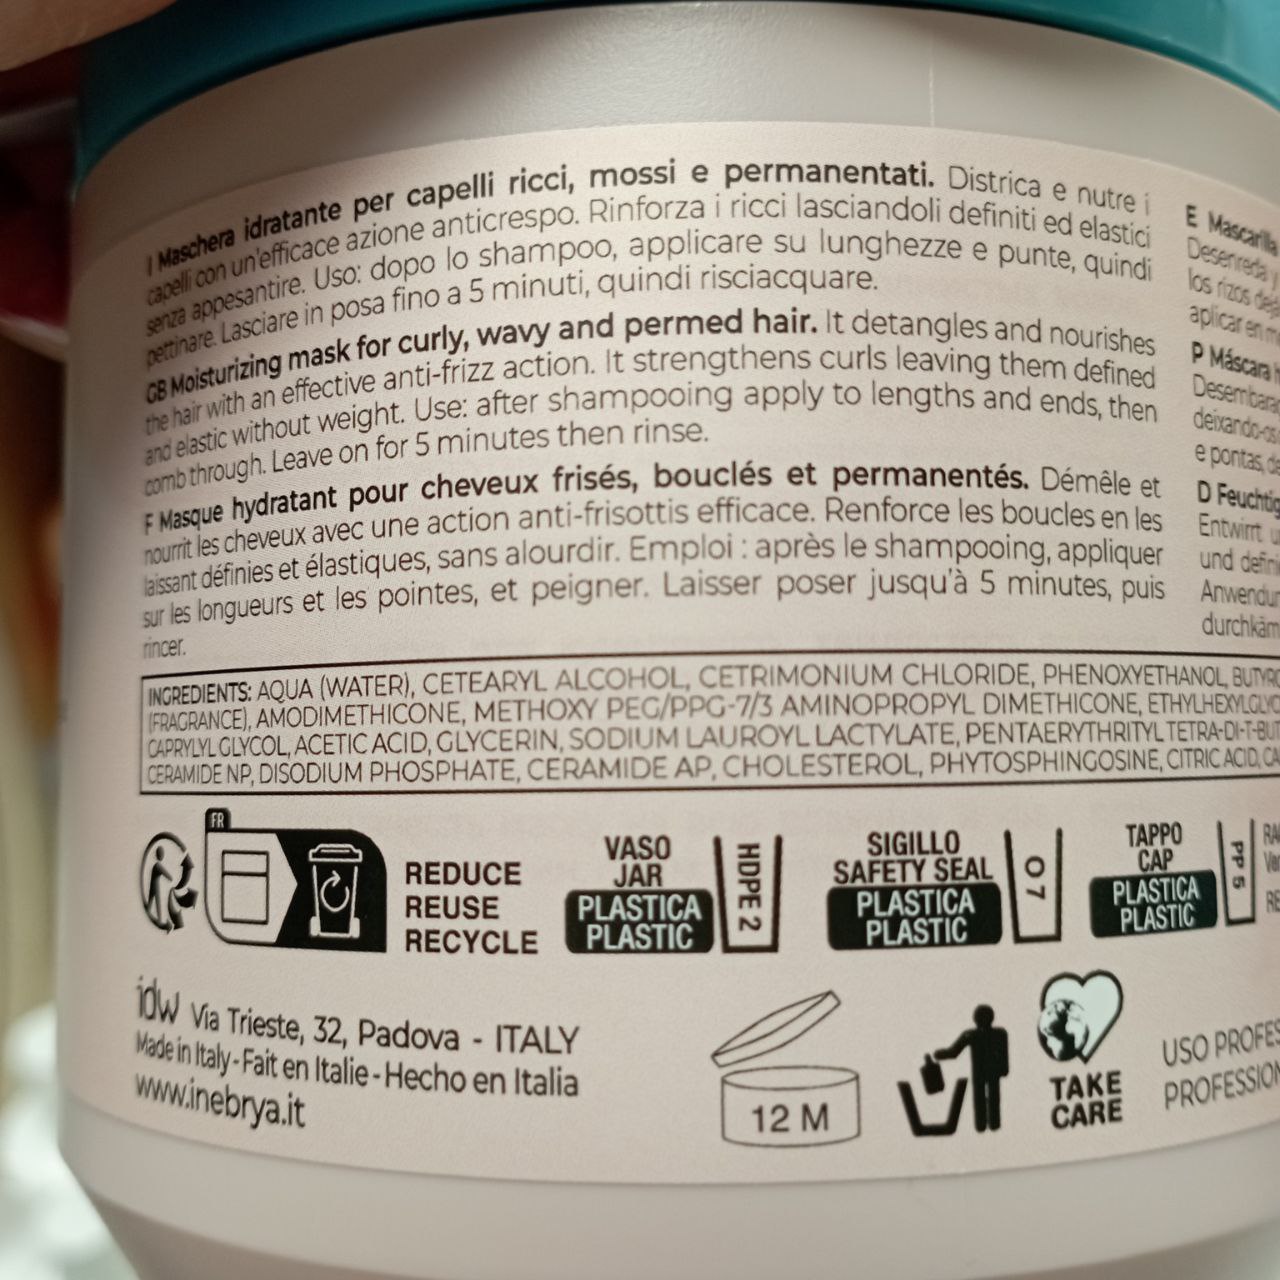 I Maschera idratante per capelli ricci, mossi e permanentati. Districa e nutre i
capelli con un'efficace azione anticrespo. Rinforza i ricci lasciandoli definiti ed elastici
senza appesantire. Uso: dopo lo shampoo, applicare su lunghezze e punte, quindi
pettinare. Lasciare in posa fino a 5 minuti, quindi risciacquare.
GB Moisturizing mask for curly, wavy and permed hair. It detangles and nourishes
the hair with an effective anti-frizz action. It strengthens curls leaving them defined
and elastic without weight. Use: after shampooing apply to lengths and ends, then
comb through. Leave on for 5 minutes then rinse.
F Masque hydratant pour cheveux frisés, bouclés et permanentés. Démêle et
nourrit les cheveux avec une action anti-frisottis efficace. Renforce les boucles en les
laissant définies et élastiques, sans alourdir. Emploi : après le shampooing, appliquer
sur les longueurs et les pointes, et peigner. Laisser poser jusqu'à 5 minutes, puis
rincer.
E Mascarilla
Desenreda y
los rizos
aplicar en
P Máscara
deixando-os
e pontas,
D
Entwirrt
und
INGREDIENTS: AQUA (WATER), CETEARYL ALCOHOL, CETRIMONIUM CHLORIDE, PHENOXYETHANOL,
(FRAGRANCE), AMODIMETHICONE, METHOXY PEG/PPG-7/3 AMINOPROPYL DIMETHICONE,
CAPRYLYL GLYCOL, ACETIC ACID, GLYCERIN, SODIUM LAUROYL LACTYLATE, PENTAERYTHRITYL
CERAMIDE NP, DISODIUM PHOSPHATE, CERAMIDE AP, CHOLESTEROL, PHYTOSPHINGOSINE, CITRIC ACID,
FR
REDUCE
REUSE
RECYCLE
VASO
JAR
PLASTICA
PLASTIC
HDPE 2
SIGILLO
SAFETY SEAL
PLASTICA
PLASTIC
O 7
TAPPO
CAP
PLASTICA
PLASTIC
PP 5
idw Via Trieste, 32, Padova - ITALY
Made in Italy - Fait en Italie - Hecho en Italia
www.inebrya.it
12 M
TAKE
CARE
USO